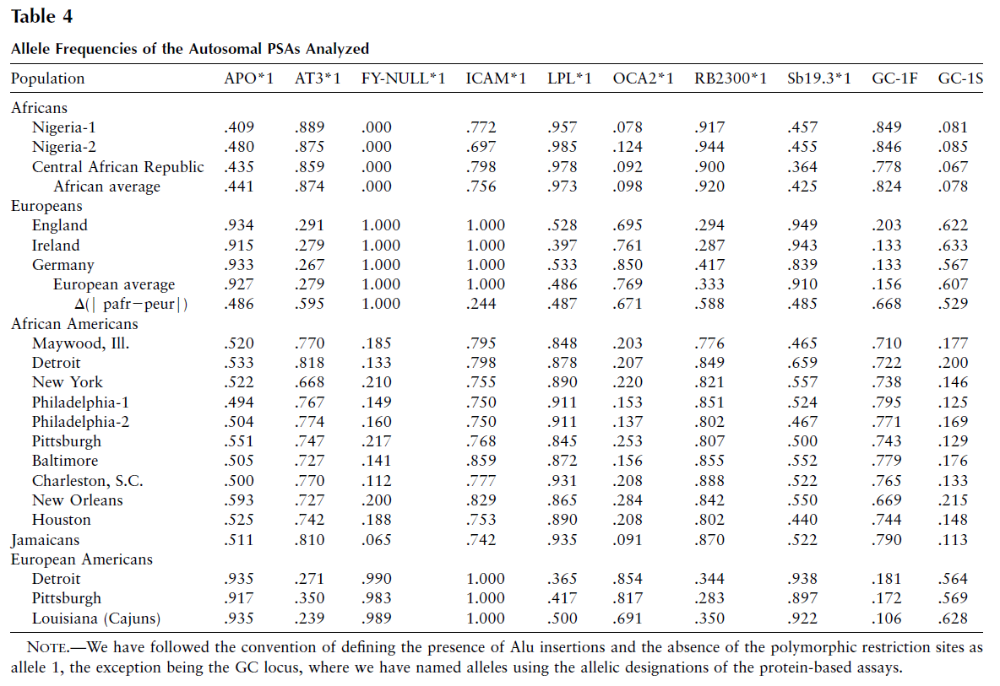 Table 4
Allele Frequencies of the Autosomal PSAs Analyzed
Population APO*1 AT3*1 FY-NULL*1 ICAM*1 LPL*1 OCA2*1 RB2300*1 Sb19.3*1 GC-1F GC-1S
Africans
Nigeria-1 .409 .889 .000 .772 .957 .078 .917 .457 .849 .081
Nigeria-2 .480 .875 .000 .697 .985 .124 .944 .455 .846 .085
Central African Republic .435 .859 .000 .798 .978 .092 .900 .364 .778 .067
African average .441 .874 .000 .756 .973 .098 .920 .425 .824 .078
Europeans
England .934 .291 1.000 1.000 .528 .695 .294 .949 .203 .622
Ireland .915 .279 1.000 1.000 .397 .761 .287 .943 .133 .633
Germany .933 .267 1.000 1.000 .533 .850 .417 .839 .133 .567
European average .927 .279 1.000 1.000 .486 .769 .333 .910 .156 .607
Δ(| pafr−peur|) .486 .595 1.000 .244 .487 .671 .588 .485 .668 .529
African Americans
Maywood, Ill. .520 .770 .185 .795 .848 .203 .776 .465 .710 .177
Detroit .533 .818 .133 .798 .878 .207 .849 .659 .722 .200
New York .522 .668 .210 .755 .890 .220 .821 .557 .738 .146
Philadelphia-1 .494 .767 .149 .750 .911 .153 .851 .524 .795 .125
Philadelphia-2 .504 .774 .160 .750 .911 .137 .802 .467 .771 .169
Pittsburgh .551 .747 .217 .768 .845 .253 .807 .500 .743 .129
Baltimore .505 .727 .141 .859 .872 .156 .855 .552 .779 .176
Charleston, S.C. .500 .770 .112 .777 .931 .208 .888 .522 .765 .133
New Orleans .593 .727 .200 .829 .865 .284 .842 .550 .669 .215
Houston .525 .742 .188 .753 .890 .208 .802 .440 .744 .148
Jamaicans .511 .810 .065 .742 .935 .091 .870 .522 .790 .113
European Americans
Detroit .935 .271 .990 1.000 .365 .854 .344 .938 .181 .564
Pittsburgh .917 .350 .983 1.000 .417 .817 .283 .897 .172 .569
Louisiana (Cajuns) .935 .239 .989 1.000 .500 .691 .350 .922 .106 .628
NOTE.—We have followed the convention of defining the presence of Alu insertions and the absence of the polymorphic restriction sites as
allele 1, the exception being the GC locus, where we have named alleles using the allelic designations of the protein-based assays.